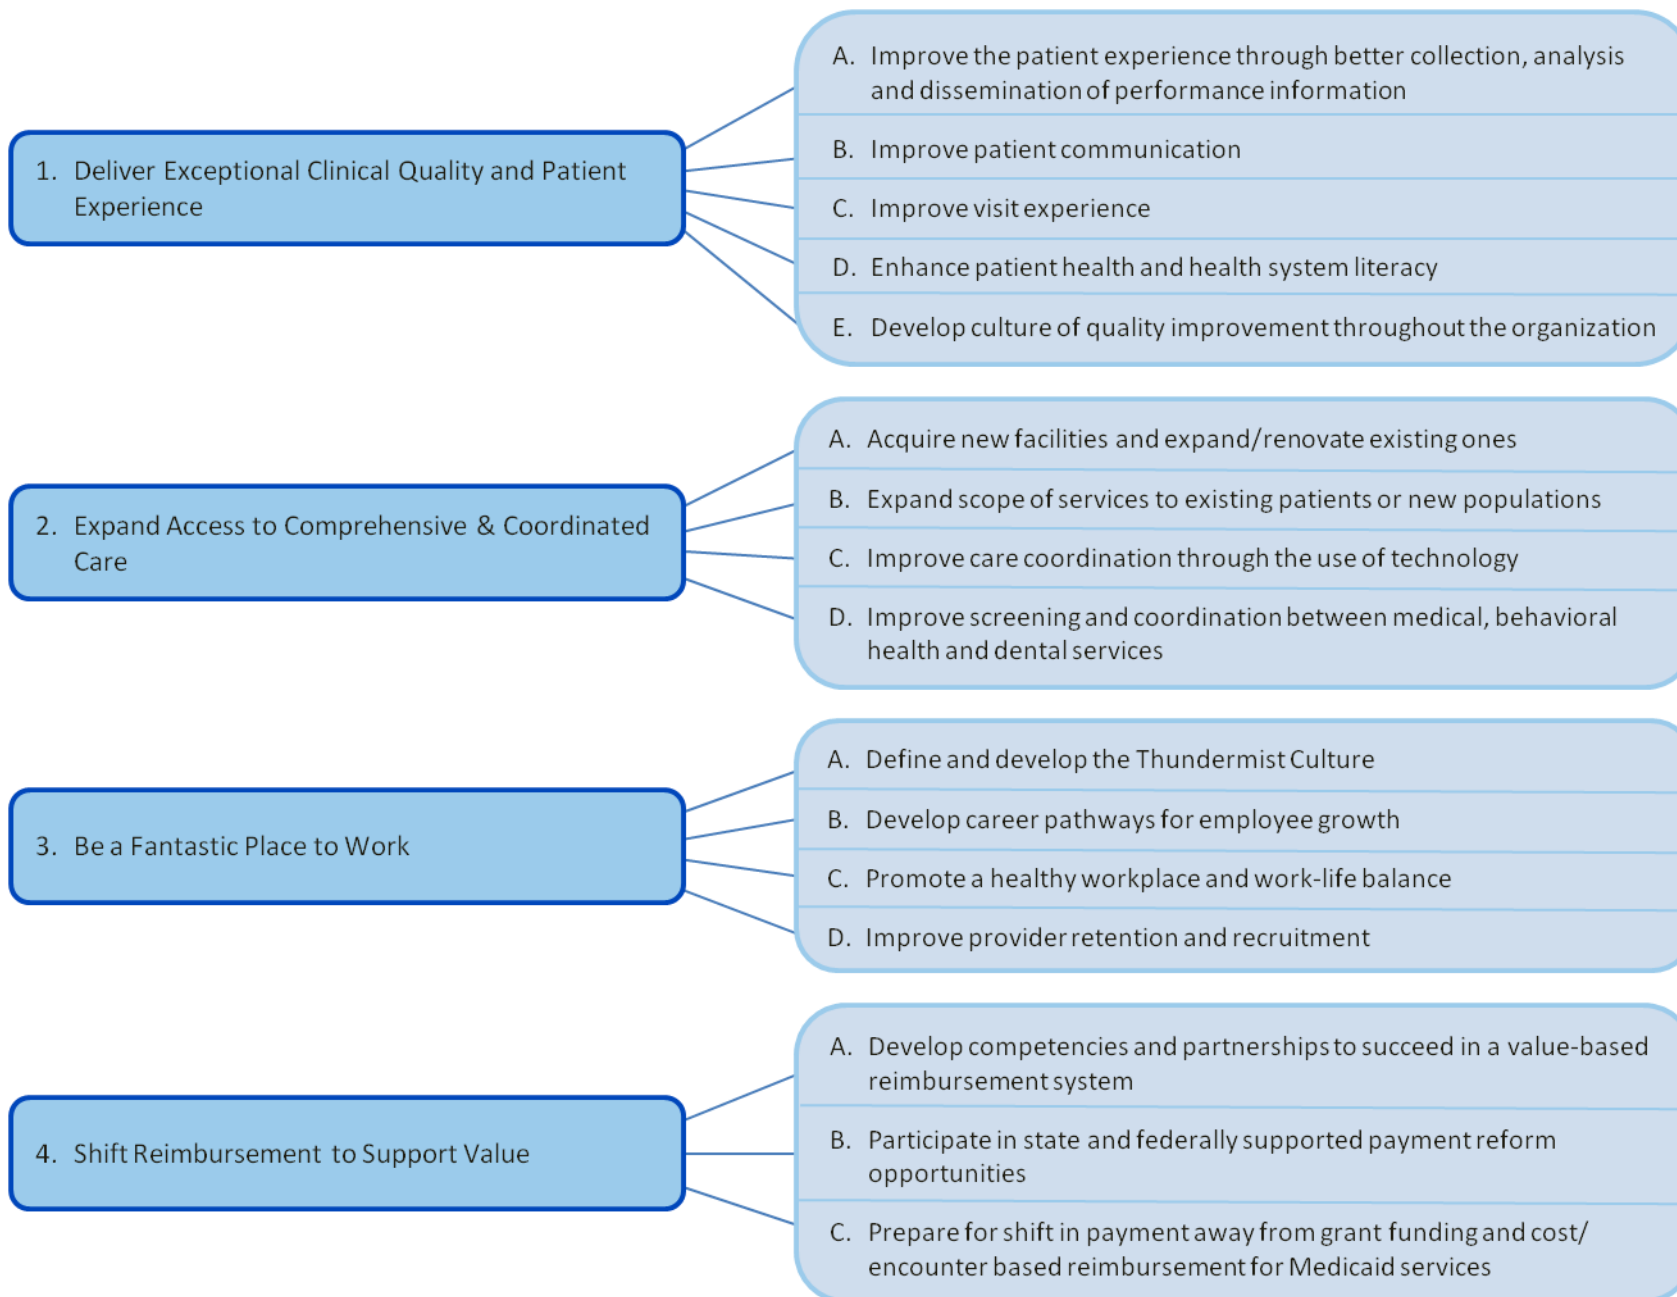 1. Deliver Exceptional Clinical Quality and Patient
Experience
A. Improve the patient experience through better collection, analysis
and dissemination of performance information
B. Improve patient communication
C. Improve visit experience
D. Enhance patient health and health system literacy
E. Develop culture of quality improvement throughout the organization
2. Expand Access to Comprehensive & Coordinated
Care
A. Acquire new facilities and expand/renovate existing ones
B. Expand scope of services to existing patients or new populations
C. Improve care coordination through the use of technology
D. Improve screening and coordination between medical, behavioral
health and dental services
3. Be a Fantastic Place to Work
A. Define and develop the Thundermist Culture
B. Develop career pathways for employee growth
C. Promote a healthy workplace and work-life balance
D. Improve provider retention and recruitment
4. Shift Reimbursement to Support Value
A. Develop competencies and partnerships to succeed in a value-based
reimbursement system
B. Participate in state and federally supported payment reform
opportunities
C. Prepare for shift in payment away from grant funding and cost/
encounter based reimbursement for Medicaid services